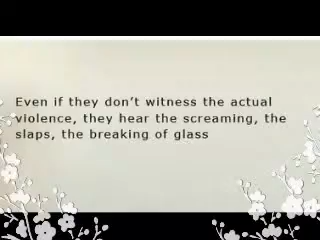 Even if they don't witness the actual
violence, they hear the screaming, the
slaps, the breaking of glass